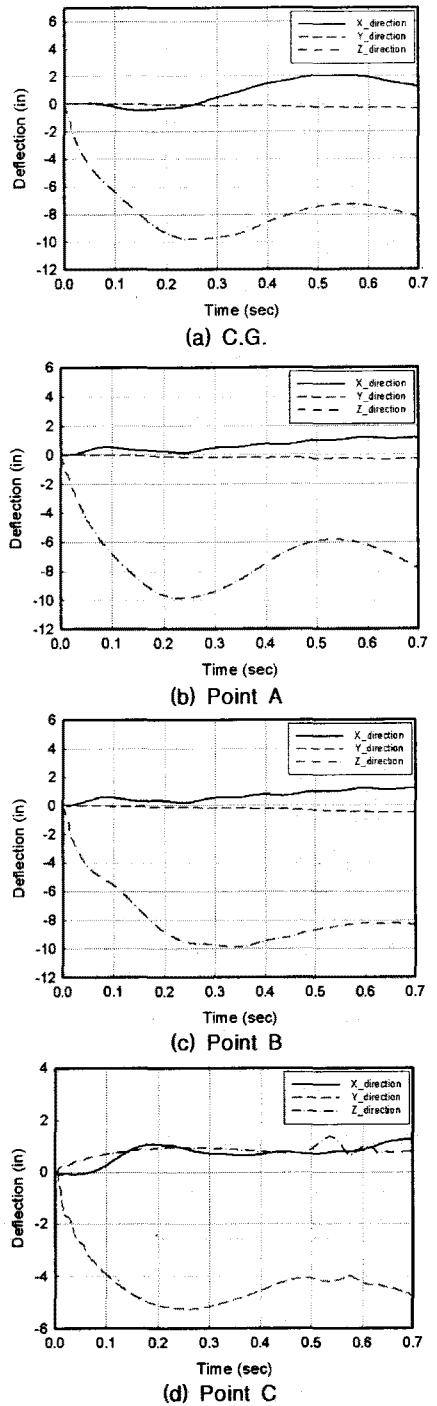 6
4
2
0
-2
-4
-6
-8
-10
-12
Deflection (in)
X_direction
Y_direction
Z_direction
0.0 0.1 0.2 0.3 0.4 0.5 0.6 0.7
Time (sec)
(a) C.G.
6
4
2
0
-2
-4
-6
-8
-10
-12
Deflection (in)
X_direction
Y_direction
Z_direction
0.0 0.1 0.2 0.3 0.4 0.5 0.6 0.7
Time (sec)
(b) Point A
6
4
2
0
-2
-4
-6
-8
-10
-12
Deflection (in)
X_direction
Y_direction
Z_direction
0.0 0.1 0.2 0.3 0.4 0.5 0.6 0.7
Time (sec)
(c) Point B
4
2
0
-2
-4
-6
Deflection (in)
X_direction
Y_direction
Z_direction
0.0 0.1 0.2 0.3 0.4 0.5 0.6 0.7
Time (sec)
(d) Point C